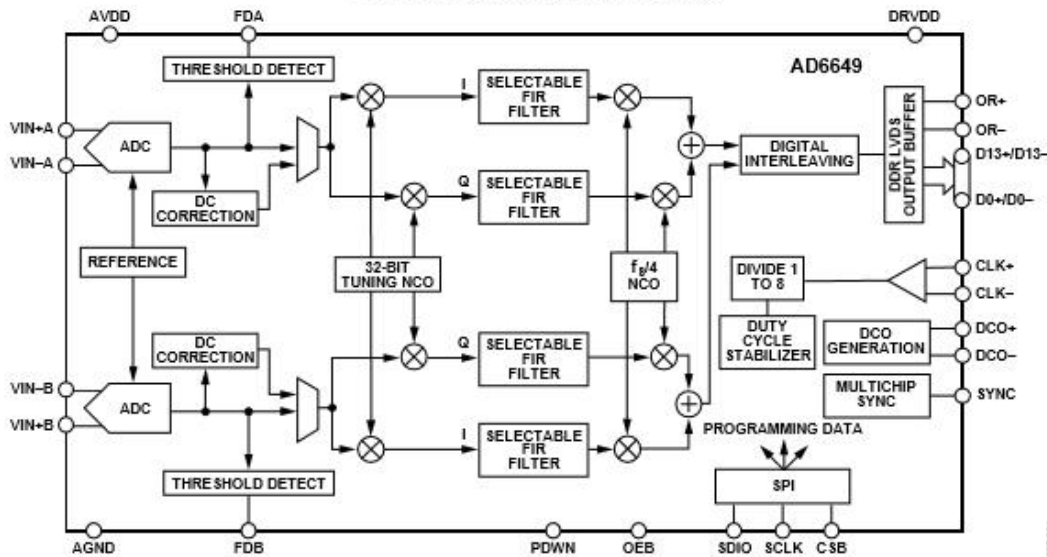 AVDD
FDA
DRVDD
THRESHOLD DETECT
AD6649
VIN+A
VIN–A
ADC
DC
CORRECTION
REFERENCE
I
SELECTABLE
FIR
FILTER
Q
SELECTABLE
FIR
FILTER
32-BIT
TUNING NCO
fS/4
NCO
DIGITAL
INTERLEAVING
DDR LVDS
OUTPUT BUFFER
OR+
OR–
D13+/D13–
D0+/D0–
DIVIDE 1
TO 8
CLK+
CLK–
DUTY
CYCLE
STABILIZER
DCO
GENERATION
DCO+
DCO–
MULTICHIP
SYNC
SYNC
DC
CORRECTION
VIN–B
VIN+B
ADC
Q
SELECTABLE
FIR
FILTER
I
SELECTABLE
FIR
FILTER
THRESHOLD DETECT
PROGRAMMING DATA
SPI
AGND
FDB
PDWN
OEB
SDIO
SCLK
CSB